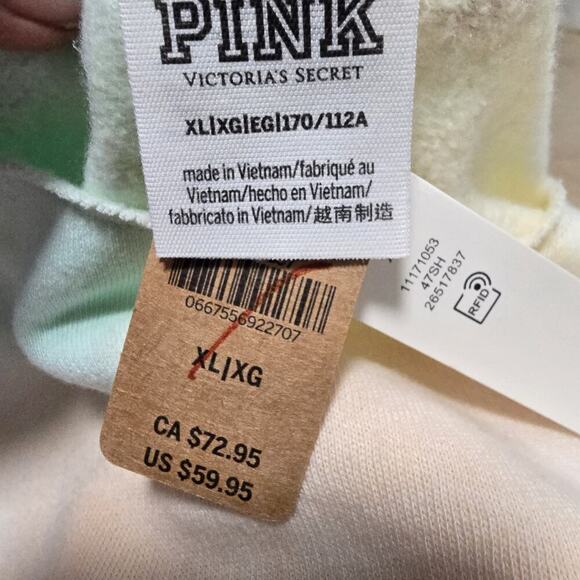 PINK
VICTORIA'S SECRET
XL|XG|EG|170/112A
made in Vietnam/fabriqué au
Vietnam/hecho en Vietnam/
fabbricato in Vietnam/越南制造
0667556922707
XL|XG
CA $72.95
US $59.95
11171053
47SH
26517837
RFID